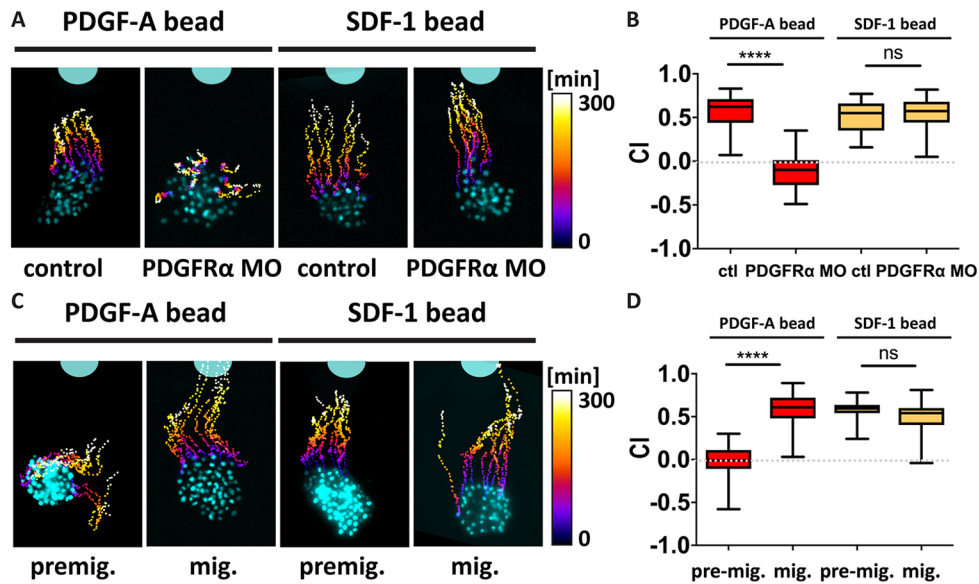 A
PDGF-A bead
SDF-1 bead
[min]
300
0
control
PDGFRα MO
control
PDGFRα MO
B
PDGF-A bead
SDF-1 bead
****
ns
1.0
0.5
0.0
-0.5
-1.0
CI
ctl PDGFRα MO ctl PDGFRα MO
C
PDGF-A bead
SDF-1 bead
[min]
300
0
premig.
mig.
premig.
mig.
D
PDGF-A bead
SDF-1 bead
****
ns
1.0
0.5
0.0
-0.5
-1.0
CI
pre-mig. mig. pre-mig. mig.